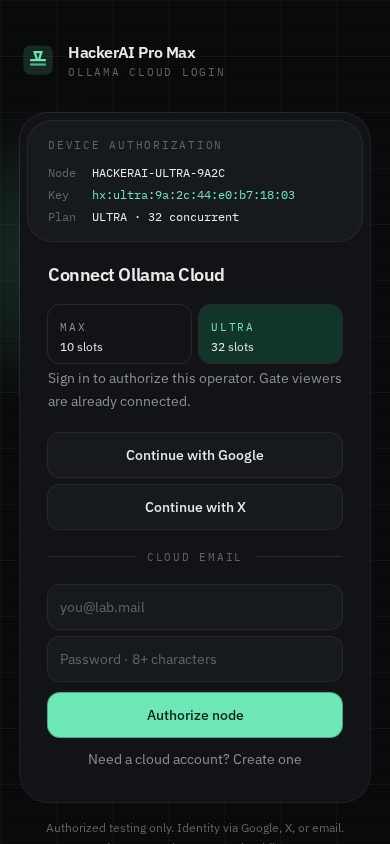 HackerAI Pro Max
OLLAMA CLOUD LOGIN
DEVICE AUTHORIZATION
Node HACKERAI-ULTRA-9A2C
Key hx:ultra:9a:2c:44:e0:b7:18:03
Plan ULTRA · 32 concurrent
Connect Ollama Cloud
MAX
10 slots
ULTRA
32 slots
Sign in to authorize this operator. Gate viewers
are already connected.
Continue with Google
Continue with X
CLOUD EMAIL
you@lab.mail
Password · 8+ characters
Authorize node
Need a cloud account? Create one
Authorized testing only. Identity via Google, X, or email.